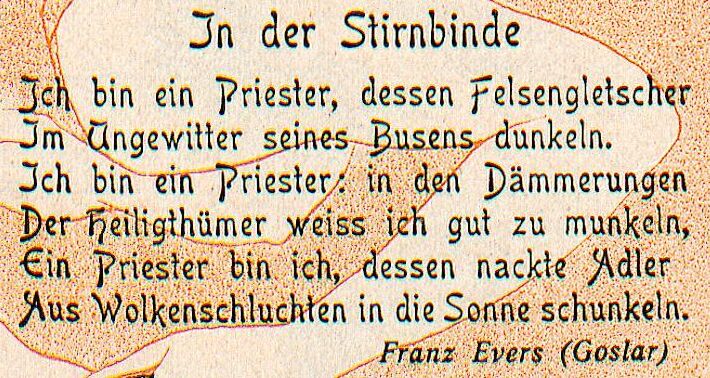 In der Stirnbinde
Ich bin ein Priester, dessen Felsengletscher
Im Ungewitter seines Busens dunkeln.
Ich bin ein Priester: in den Dämmerungen
Der Heiligthümer weiss ich gut zu munkeln,
Ein Priester bin ich, dessen nackte Adler
Aus Wolkenschluchten in die Sonne schunkeln.
Franz Evers (Goslar)